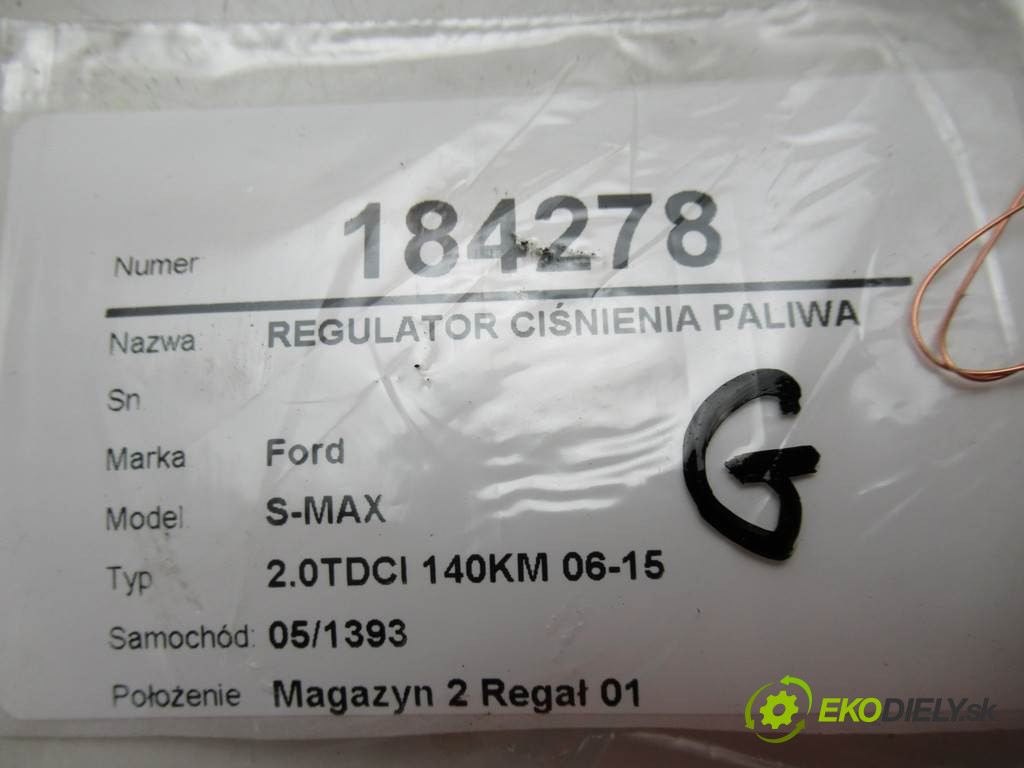 Numer 184278
Nazwa REGULATOR CIŚNIENIA PALIWA
Sn.
Marka Ford
Model. S-MAX
Typ 2.0TDCI 140KM 06-15
Samochód: 05/1393
Położenie Magazyn 2 Regał 01
G
EKODIELY.sk